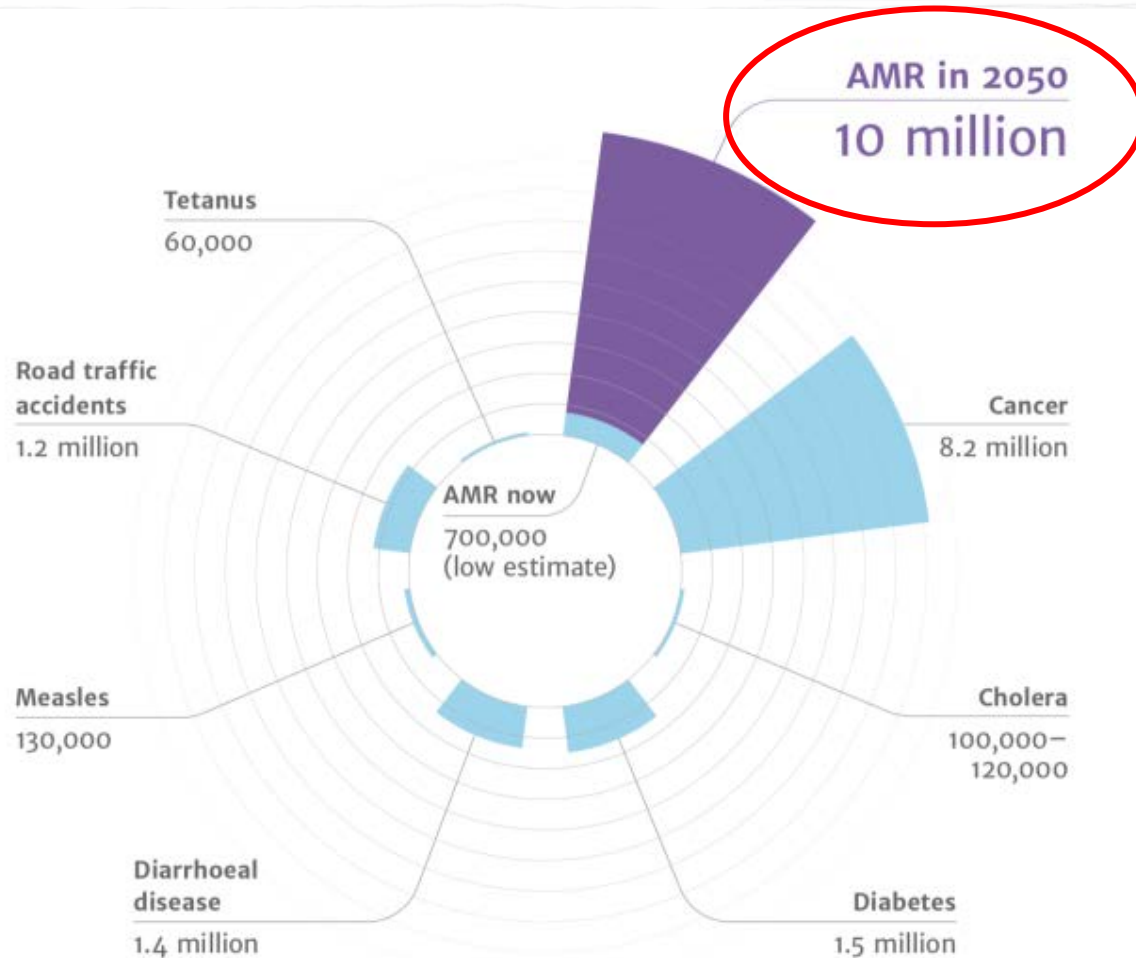 AMR in 2050
10 million
Tetanus
60,000
Road traffic
accidents
1.2 million
Cancer
8.2 million
AMR now
700,000
(low estimate)
Measles
130,000
Cholera
100,000–
120,000
Diarrhoeal
disease
1.4 million
Diabetes
1.5 million